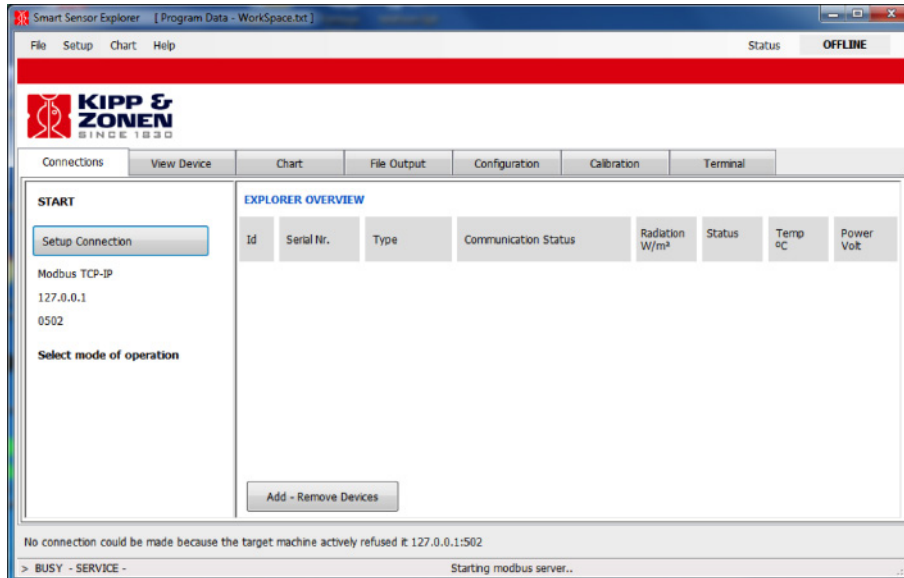 Smart Sensor Explorer [ Program Data - WorkSpace.txt ]
File Setup Chart Help Status OFFLINE
KIPP &
ZONEN
SINCE 1830
Connections View Device Chart File Output Configuration Calibration Terminal
START
EXPLORER OVERVIEW
Setup Connection
Id Serial Nr. Type Communication Status Radiation W/m² Status Temp ºC Power Volt
Modbus TCP-IP
127.0.0.1
0502
Select mode of operation
Add - Remove Devices
No connection could be made because the target machine actively refused it 127.0.0.1:502
> BUSY - SERVICE - Starting modbus server..